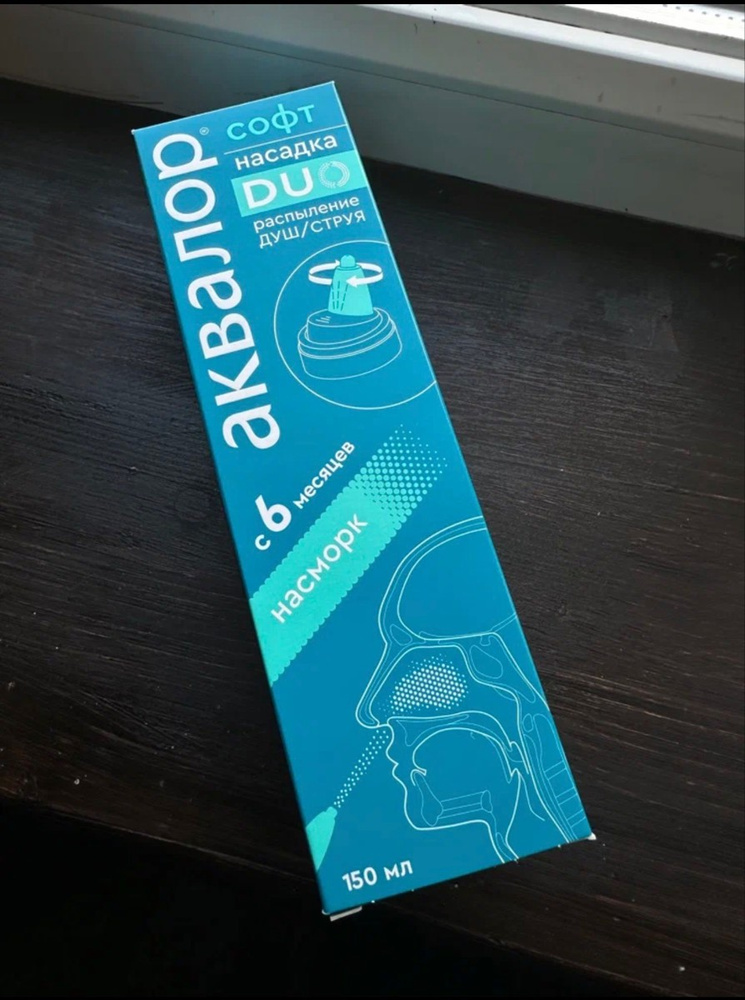 аквалор®
софт
насадка
DUO
распыление
ДУШ/СТРУЯ
с 6 месяцев
насморк
150 мл